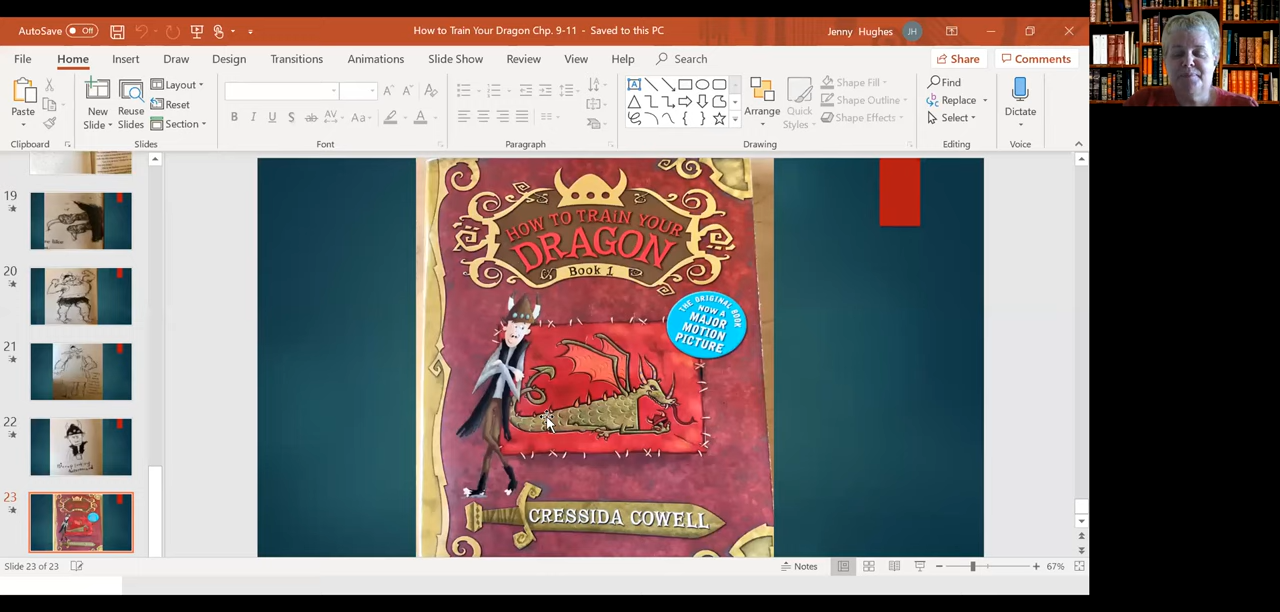 AutoSave Off
How to Train Your Dragon Chp. 9-11 - Saved to this PC
Jenny Hughes JH
File Home Insert Draw Design Transitions Animations Slide Show Review View Help Search Share Comments
Paste
New Slide
Reuse Slides
Layout
Reset
Section
Arrange
Quick Styles
Shape Fill
Shape Outline
Shape Effects
Find
Replace
Select
Dictate
Clipboard Slides Font Paragraph Drawing Editing Voice
19
20
21
22
23
HOW TO TRAIN YOUR
DRAGON
Book 1
THE ORIGINAL BOOK
NOW A
MAJOR
MOTION
PICTURE
CRESSIDA COWELL
Slide 23 of 23
Notes
67%